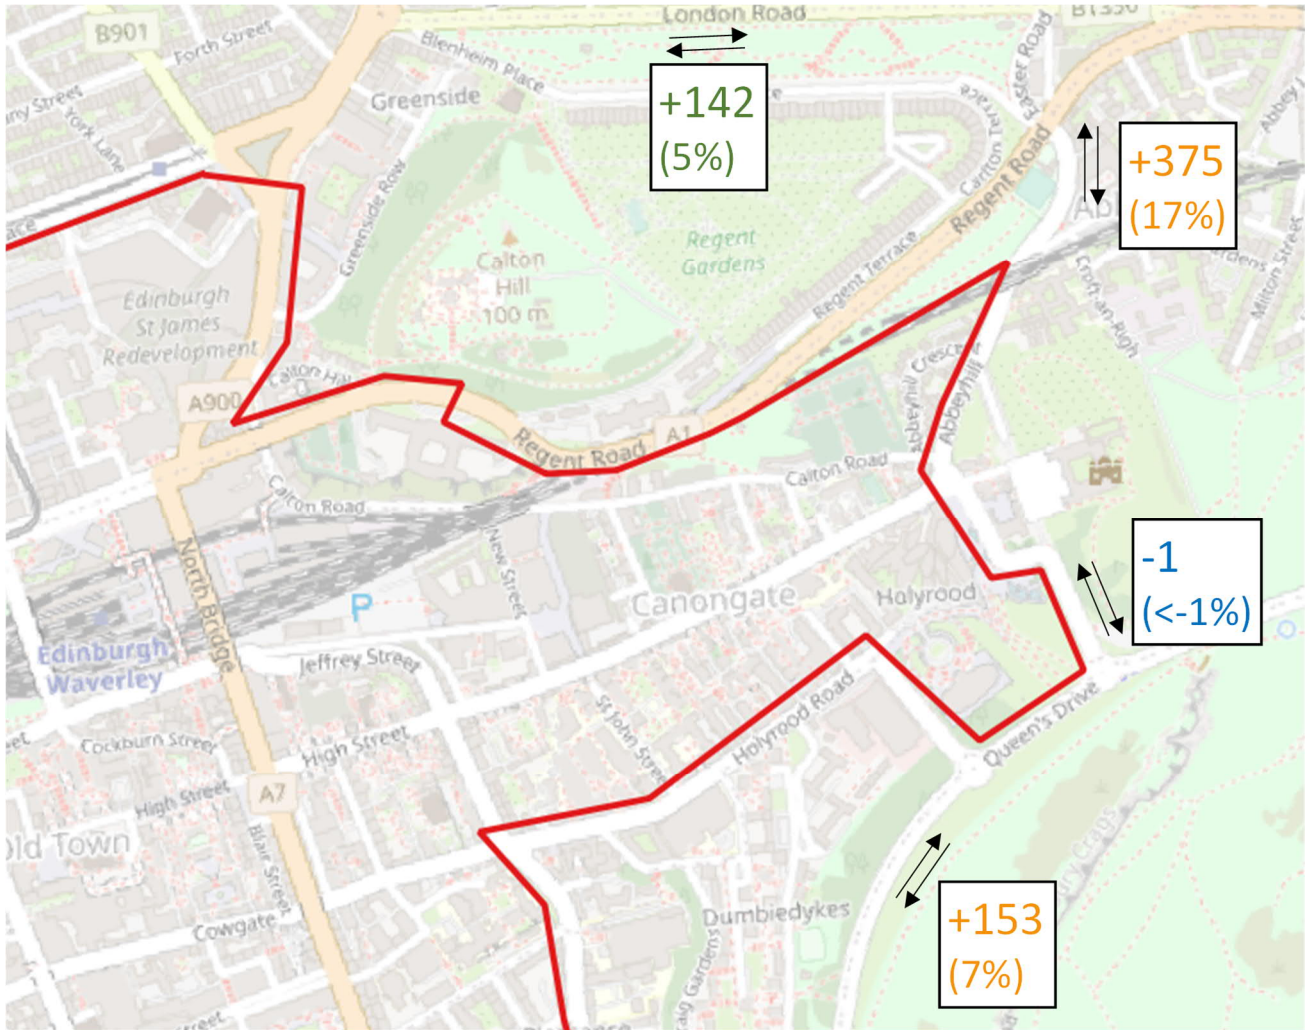 London Road
B1350
B901
Forth Street
Blenheim Place
Easter Road
Greenside
York Lane
+142
(5%)
Carlton Terrace
Regent Road
+375
(17%)
Greenside Row
Regent
Gardens
Calton
Hill
100 m
Regent Terrace
Croft-an-Righ
Milton Street
Edinburgh
St James
Redevelopment
Calton Hill
Abbeyhill Crescent
Abbeyhill
A900
A1
Regent Road
Calton Road
Calton Road
North Bridge
New Street
-1
(<-1%)
P
Canongate
Holyrood
Edinburgh
Waverley
Jeffrey Street
St John Street
Holyrood Road
Queen's Drive
Cockburn Street
High Street
A7
High Street
Old Town
Blair Street
Cowgate
Dumbiedykes
+153
(7%)
Street